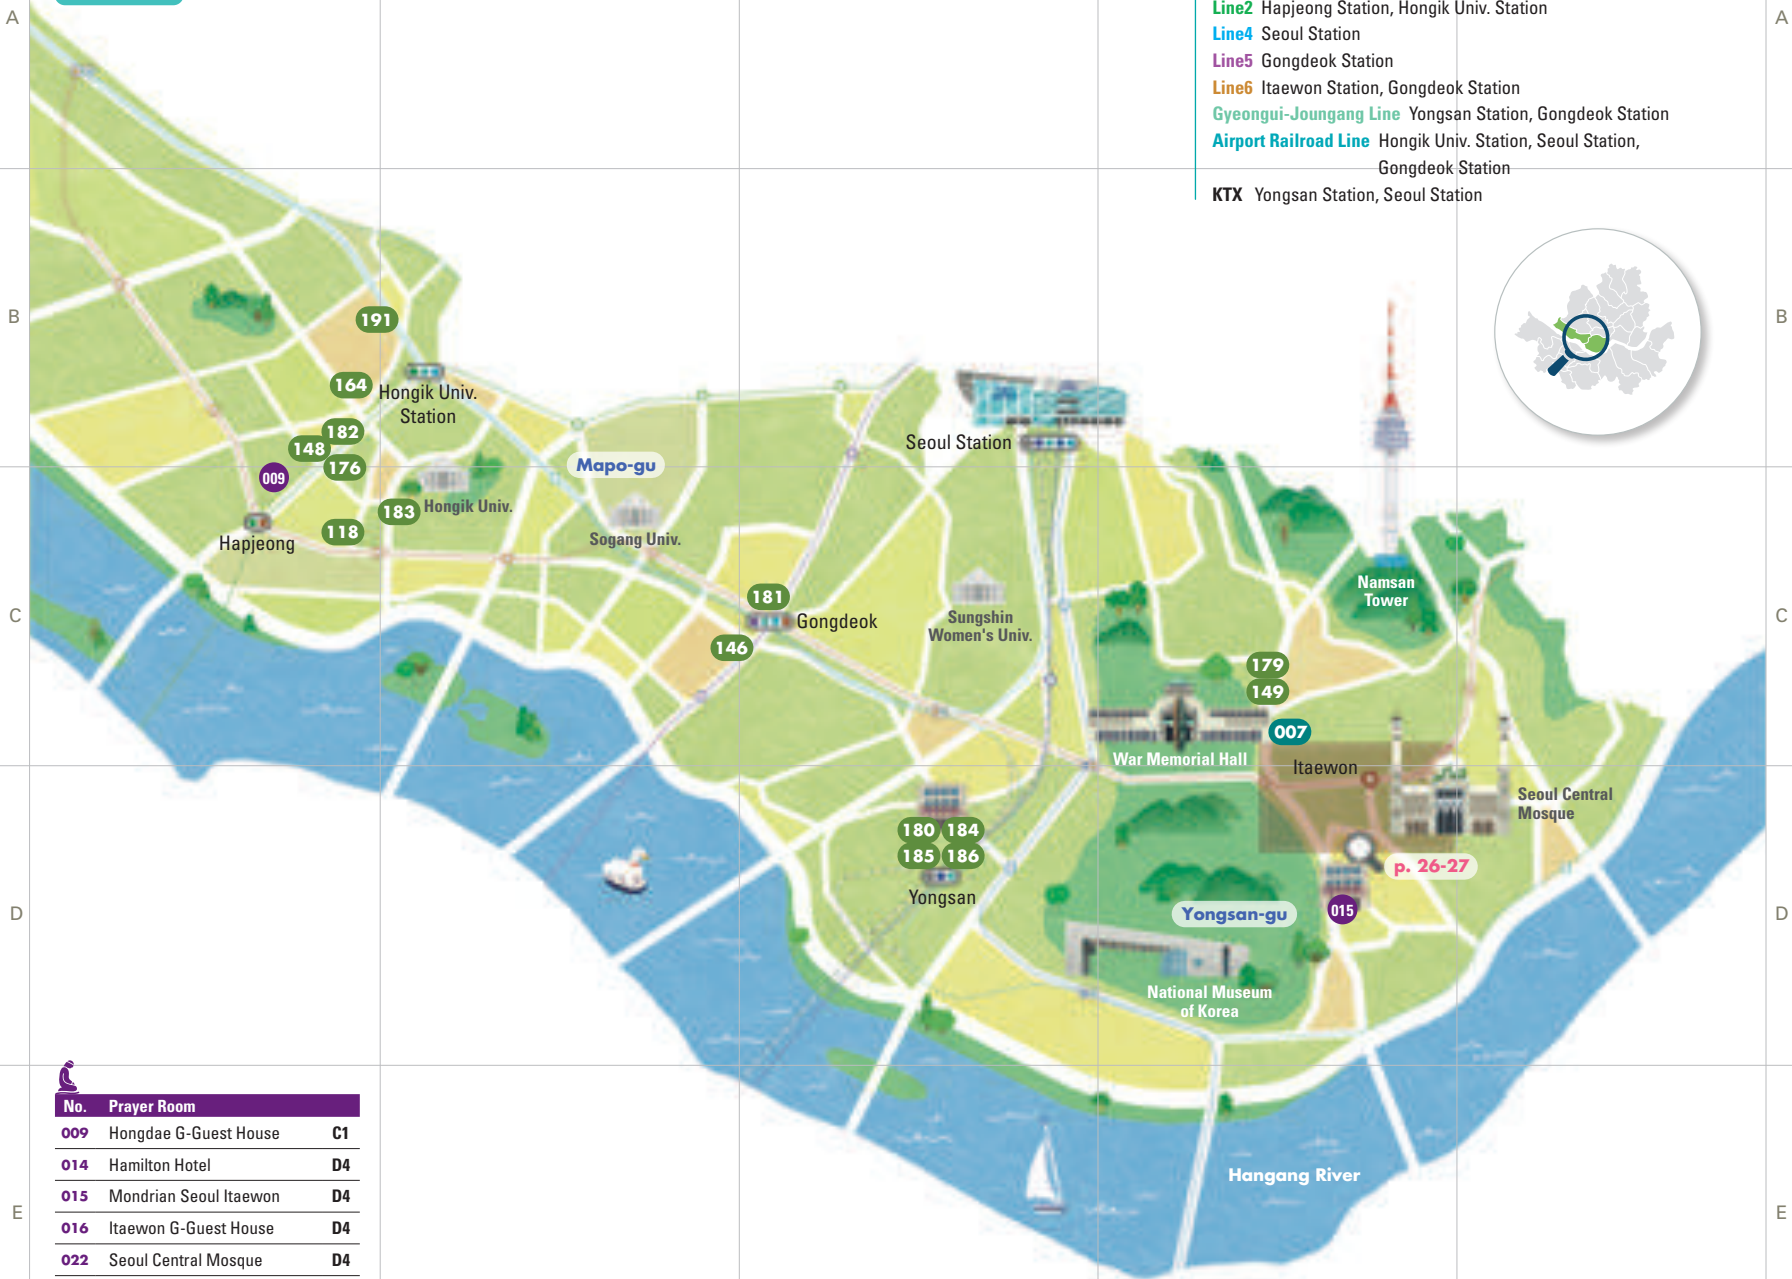 A
A
Line2 Hapjeong Station, Hongik Univ. Station
Line4 Seoul Station
Line5 Gongdeok Station
Line6 Itaewon Station, Gongdeok Station
Gyeongui-Joungang Line Yongsan Station, Gongdeok Station
Airport Railroad Line Hongik Univ. Station, Seoul Station,
Gongdeok Station
KTX Yongsan Station, Seoul Station
B
B
191
164
Hongik Univ.
Station
182
148
176
009
Seoul Station
Mapo-gu
183
Hongik Univ.
118
Hapjeong
Sogang Univ.
Namsan
Tower
C
C
181
Gongdeok
146
Sungshin
Women's Univ.
179
149
007
War Memorial Hall
Itaewon
Seoul Central
Mosque
180 184
185 186
Yongsan
p. 26-27
D
D
Yongsan-gu
015
National Museum
of Korea
Hangang River
E
E
No. Prayer Room
009 Hongdae G-Guest House C1
014 Hamilton Hotel D4
015 Mondrian Seoul Itaewon D4
016 Itaewon G-Guest House D4
022 Seoul Central Mosque D4